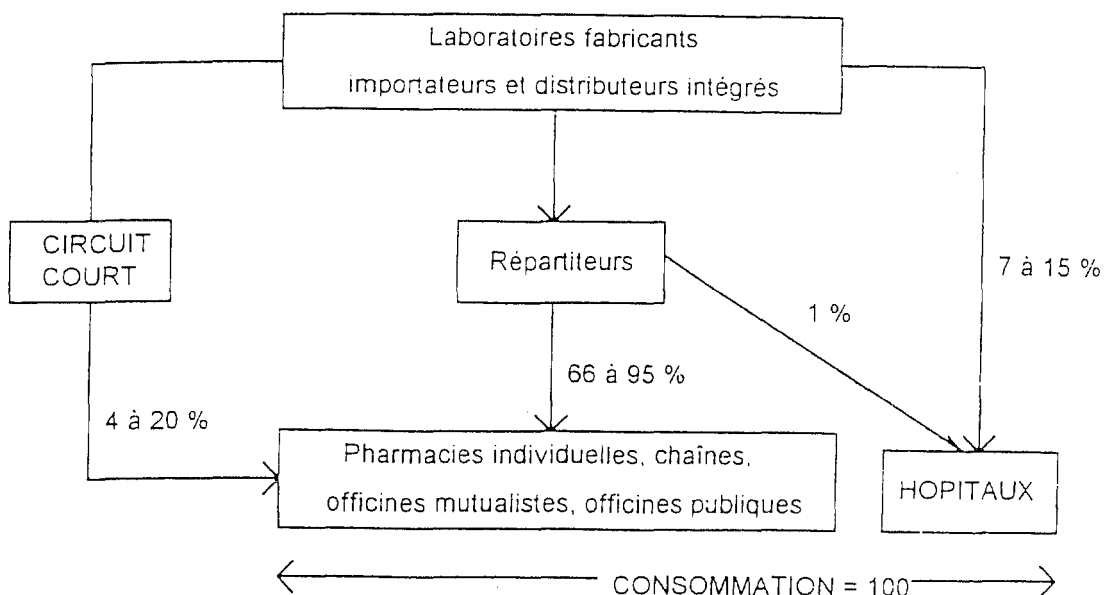 Laboratoires fabricants
importateurs et distributeurs intégrés
CIRCUIT
COURT
Répartiteurs
7 à 15 %
1 %
66 à 95 %
4 à 20 %
Pharmacies individuelles, chaînes,
officines mutualistes, officines publiques
HOPITAUX
CONSOMMATION = 100